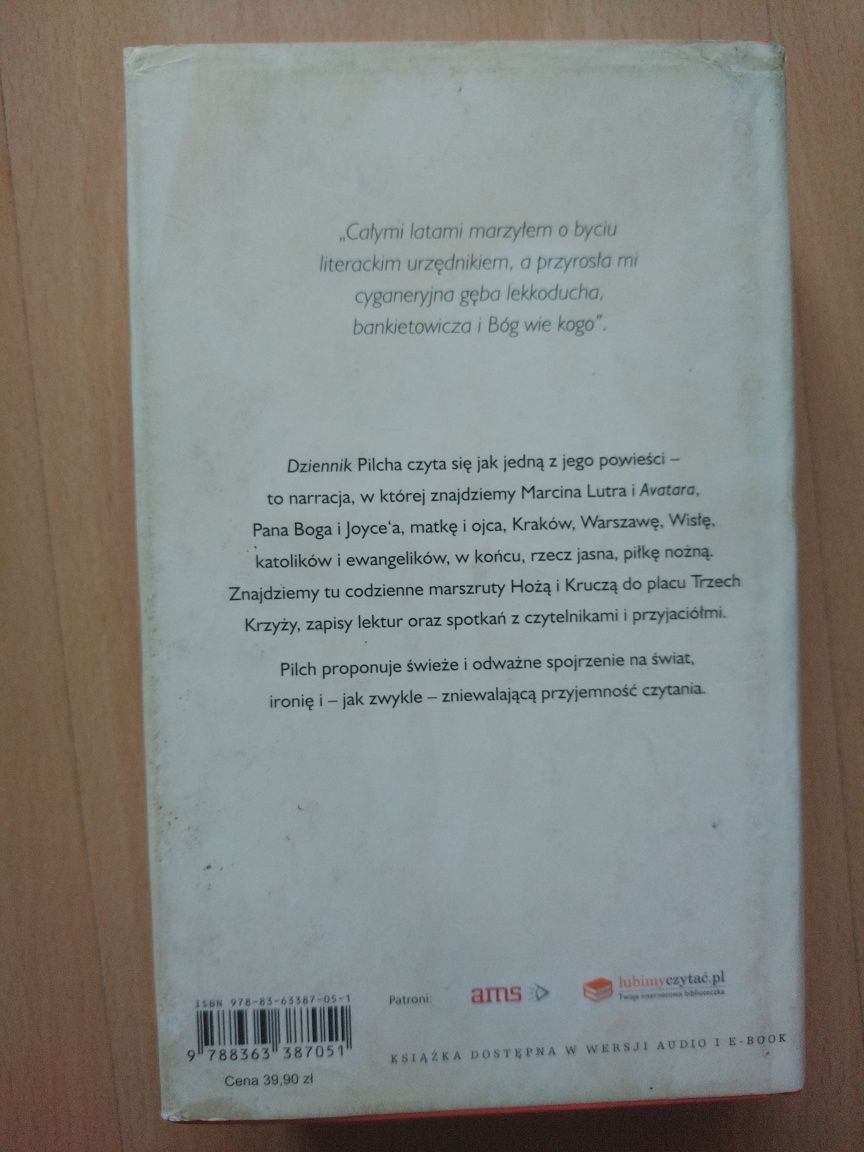 „Całymi latami marzyłem o byciu
literackim urzędnikiem, a przyrosła mi
cyganeryjna gęba lekkoducha,
bankietowicza i Bóg wie kogo”.
Dziennik Pilcha czyta się jak jedną z jego powieści –
to narracja, w której znajdziemy Marcina Lutra i Avatara,
Pana Boga i Joyce‘a, matkę i ojca, Kraków, Warszawę, Wisłę,
katolików i ewangelików, w końcu, rzecz jasna, piłkę nożną.
Znajdziemy tu codzienne marszruty Hożą i Kruczą do placu Trzech
Krzyży, zapisy lektur oraz spotkań z czytelnikami i przyjaciółmi.
Pilch proponuje świeże i odważne spojrzenie na świat,
ironię i – jak zwykle – zniewalającą przyjemność czytania.
ISBN 978-83-63387-05-1
9 788363 387051
Cena 39,90 zł
Patroni:
ams
lubimyczytać.pl
Twoja internetowa biblioteczka
KSIĄŻKA DOSTĘPNA W WERSJI AUDIO I E-BOOK